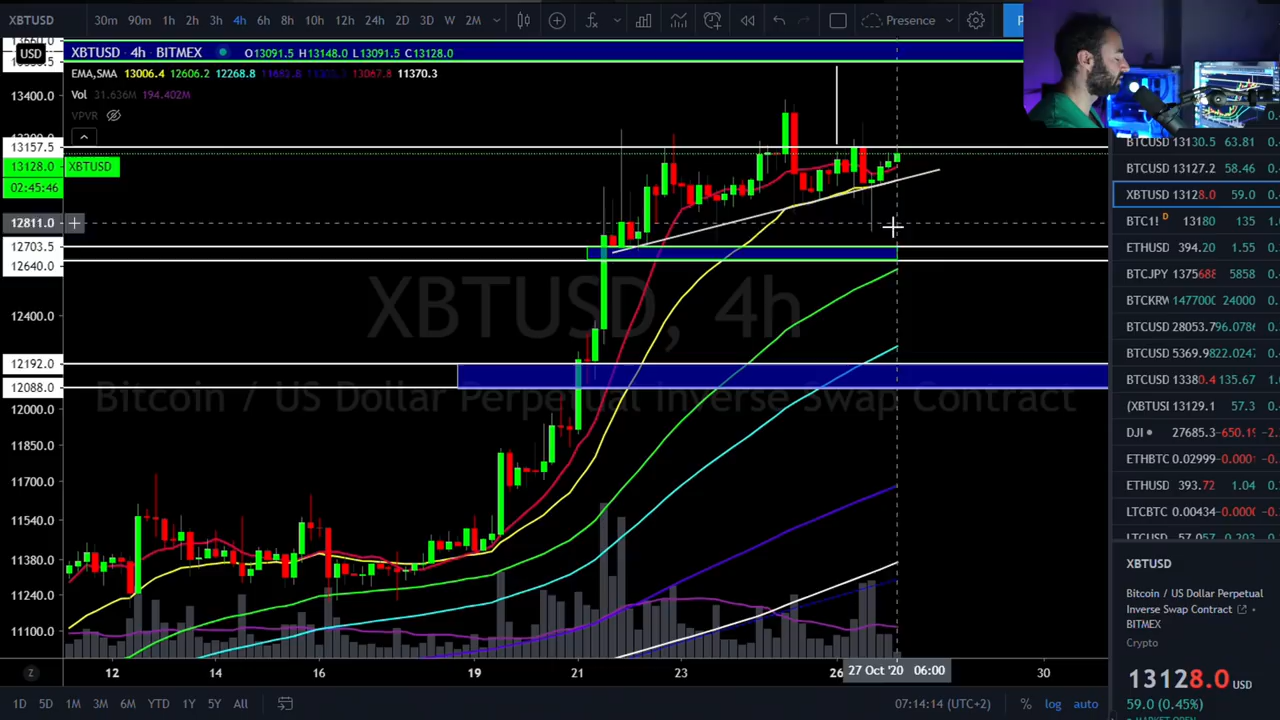 XBTUSD 30m 90m 1h 2h 3h 4h 6h 8h 10h 12h 24h 2D 3D W 2M Presence
USD XBTUSD · 4h · BITMEX O13091.5 H13148.0 L13091.5 C13128.0
EMA,SMA 13006.4 12606.2 12268.8 13067.8 11370.3
Vol 31.636M 194.402M
VPVR
13400.0
13157.5
13128.0 XBTUSD
02:45:46
12811.0
12703.5
12640.0
12400.0
12192.0
12088.0
12000.0
11850.0
11700.0
11540.0
11380.0
11240.0
11100.0
XBTUSD, 4h
Bitcoin / US Dollar Perpetual Inverse Swap Contract
12 14 16 19 21 23 26 27 Oct '20 06:00 30
Z
1D 5D 1M 3M 6M YTD 1Y 5Y All 07:14:14 (UTC+2) % log auto
BTCUSD 13130.5 63.81
BTCUSD 13127.2 58.46
XBTUSD 13128.0 59.0
BTC1! D 13180 135
ETHUSD 394.20 1.55
BTCJPY 1375688 5858
BTCKRW 1477000 24000
BTCUSD 28053.7
BTCUSD 5369.9
BTCUSD 13380.4 135.67
(XBTUSI 13129.1 57.3
DJI 27685.3
ETHBTC 0.02999
ETHUSD 393.72 1.04
LTCBTC 0.00434
XBTUSD
Bitcoin / US Dollar Perpetual
Inverse Swap Contract
BITMEX
Crypto
13128.0 USD
59.0 (0.45%)